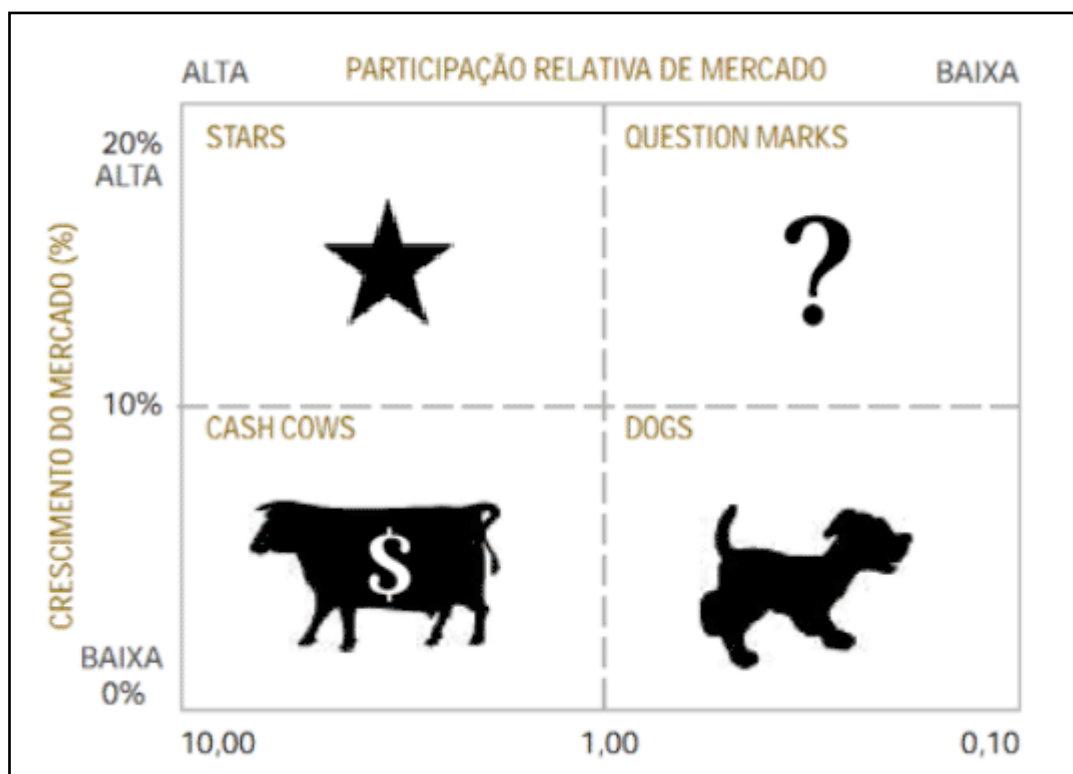 ALTA PARTICIPAÇÃO RELATIVA DE MERCADO BAIXA
20%
ALTA
STARS
QUESTION MARKS
?
CRESCIMENTO DO MERCADO (%)
10%
CASH COWS
DOGS
$
BAIXA
0%
10,00 1,00 0,10